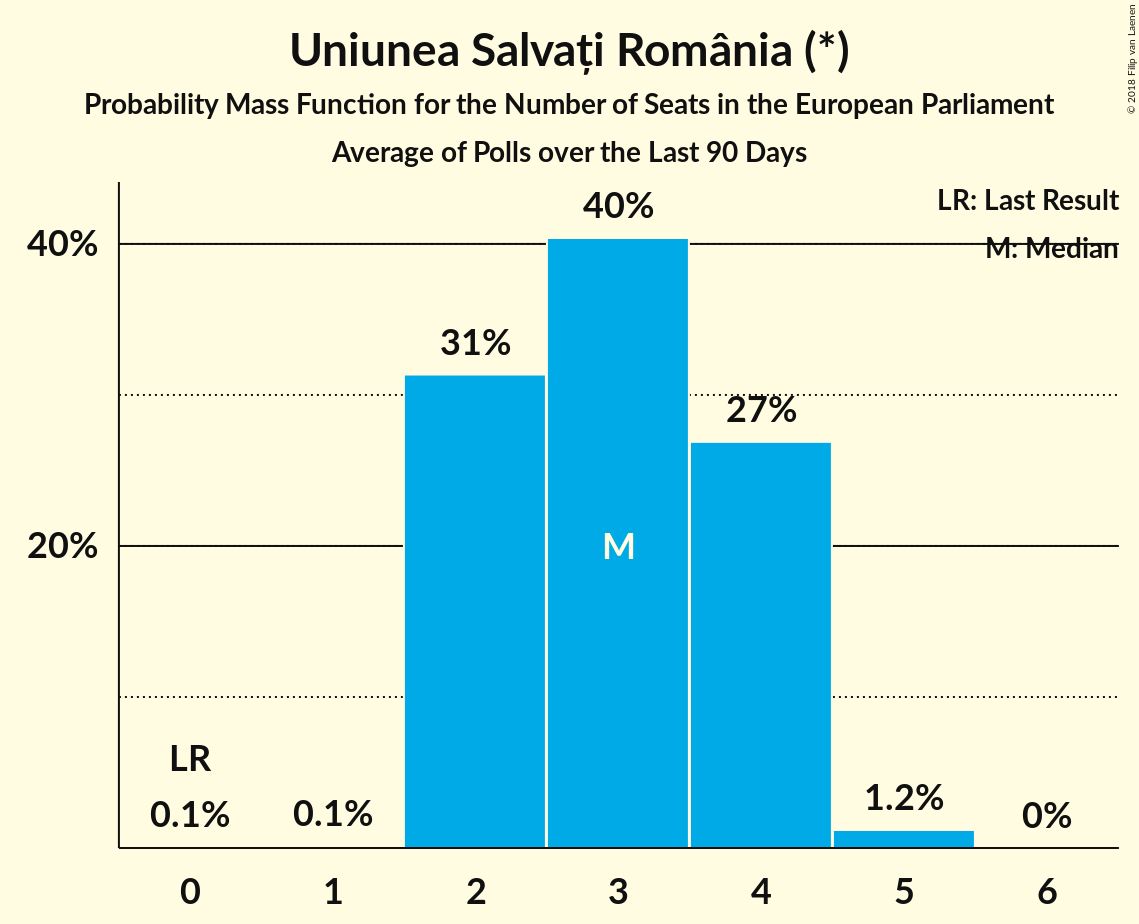 Uniunea Salvați România (*)
Probability Mass Function for the Number of Seats in the European Parliament
Average of Polls over the Last 90 Days
© 2018 Filip van Laenen
LR: Last Result
M: Median
40%
20%
LR
0.1%
0.1%
31%
40%
M
27%
1.2%
0%
0
1
2
3
4
5
6